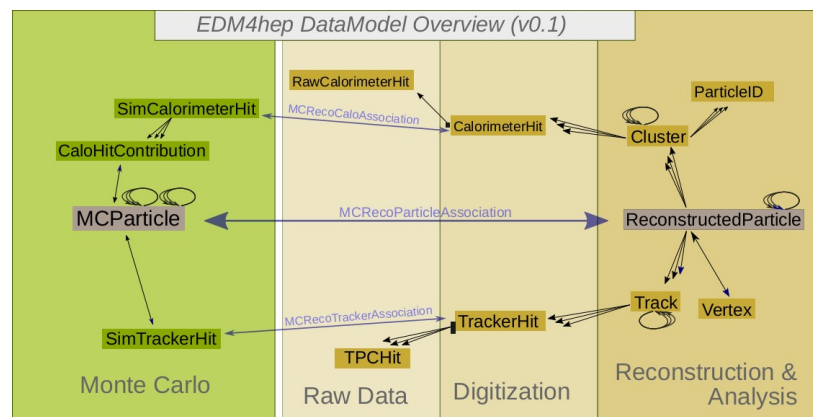 EDM4hep DataModel Overview (v0.1)
RawCalorimeterHit
ParticleID
SimCalorimeterHit
MCRecoCaloAssociation
CalorimeterHit
Cluster
CaloHitContribution
MCParticle
MCRecoParticleAssociation
ReconstructedParticle
SimTrackerHit
MCRecoTrackerAssociation
TrackerHit
Track
Vertex
TPCHit
Monte Carlo
Raw Data
Digitization
Reconstruction &
Analysis